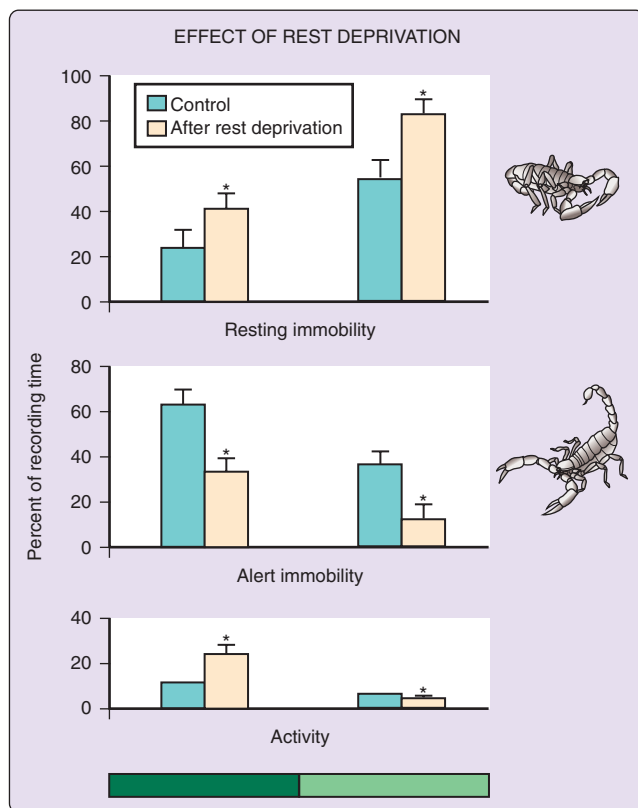 EFFECT OF REST DEPRIVATION
100
80
60
40
20
0
Control
After rest deprivation
*
*
Resting immobility
Percent of recording time
80
60
40
20
0
*
*
Alert immobility
40
20
0
*
*
Activity